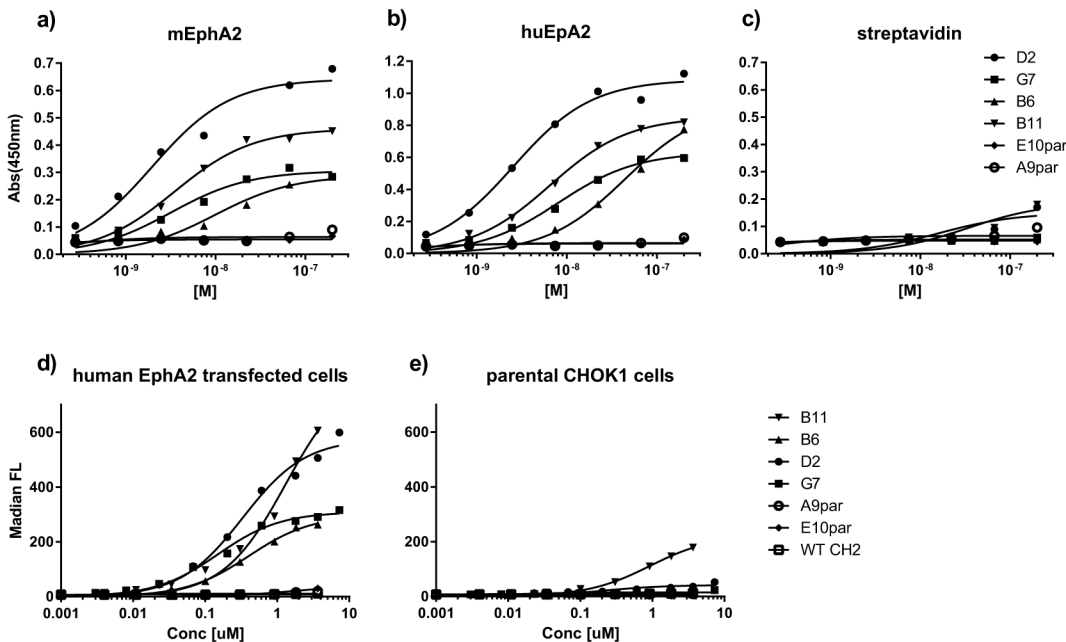 a)
mEphA2
0.7
0.6
0.5
0.4
0.3
0.2
0.1
0.0
Abs(450nm)
10-9
10-8
10-7
[M]
b)
huEpA2
1.2
1.0
0.8
0.6
0.4
0.2
0.0
10-9
10-8
10-7
[M]
c)
streptavidin
0.7
0.6
0.5
0.4
0.3
0.2
0.1
0.0
10-9
10-8
10-7
[M]
D2
G7
B6
B11
E10par
A9par
d)
human EphA2 transfected cells
600
400
200
0
Madian FL
0.001
0.01
0.1
1
10
Conc [uM]
e)
parental CHOK1 cells
600
400
200
0
0.001
0.01
0.1
1
10
Conc [uM]
B11
B6
D2
G7
A9par
E10par
WT CH2